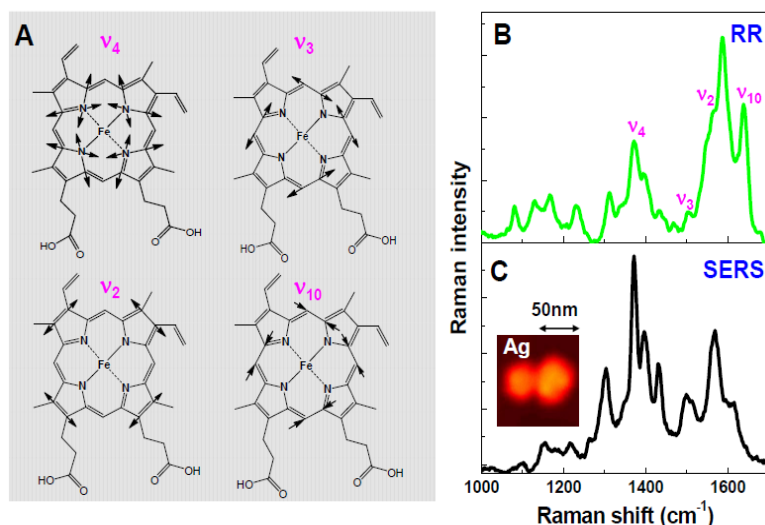 A
ν4
ν3
N
N
Fe
N
N
HO
O
O
OH
N
N
Fe
N
N
HO
O
O
OH
ν2
ν10
N
N
Fe
N
N
HO
O
O
OH
N
N
Fe
N
N
HO
O
O
OH
B
RR
ν4
ν3
ν2
ν10
Raman intensity
C
SERS
50nm
Ag
1000 1200 1400 1600
Raman shift (cm-1)